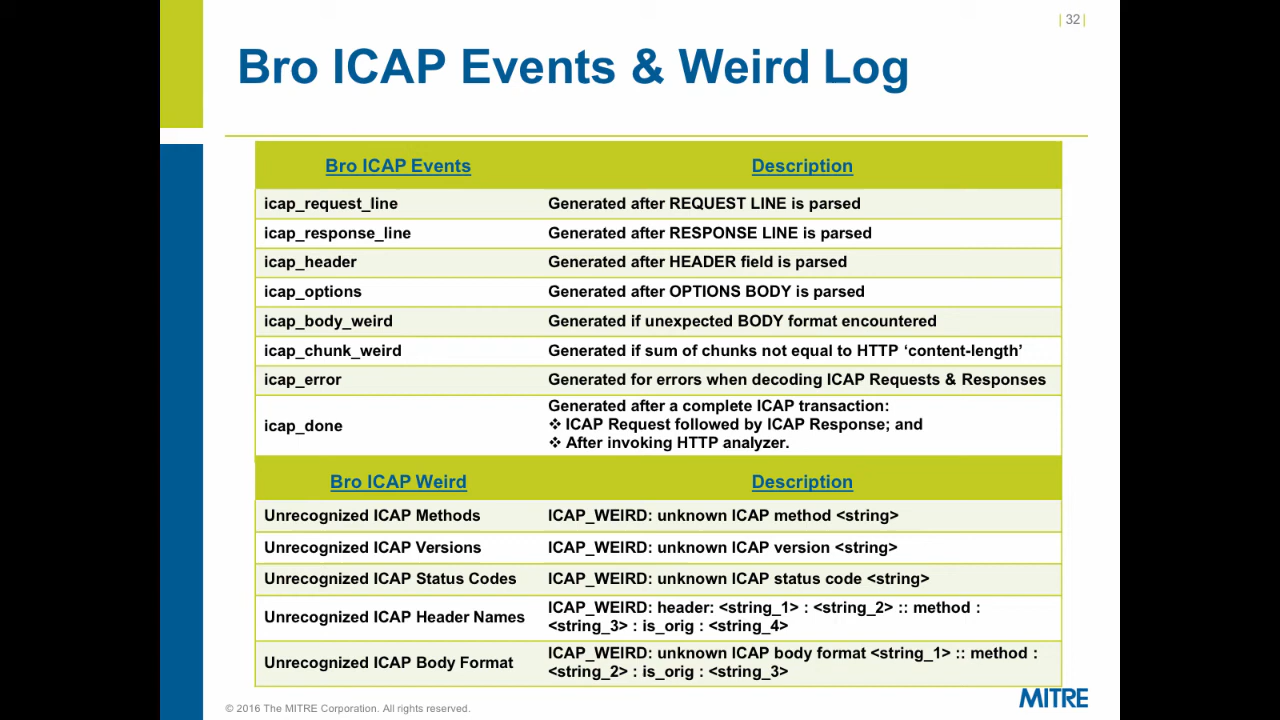 | 32 |
Bro ICAP Events & Weird Log
Bro ICAP Events Description
icap_request_line Generated after REQUEST LINE is parsed
icap_response_line Generated after RESPONSE LINE is parsed
icap_header Generated after HEADER field is parsed
icap_options Generated after OPTIONS BODY is parsed
icap_body_weird Generated if unexpected BODY format encountered
icap_chunk_weird Generated if sum of chunks not equal to HTTP ‘content-length’
icap_error Generated for errors when decoding ICAP Requests & Responses
icap_done
Generated after a complete ICAP transaction:
❖ ICAP Request followed by ICAP Response; and
❖ After invoking HTTP analyzer.
Bro ICAP Weird Description
Unrecognized ICAP Methods ICAP_WEIRD: unknown ICAP method <string>
Unrecognized ICAP Versions ICAP_WEIRD: unknown ICAP version <string>
Unrecognized ICAP Status Codes ICAP_WEIRD: unknown ICAP status code <string>
Unrecognized ICAP Header Names
ICAP_WEIRD: header: <string_1> : <string_2> :: method :
<string_3> : is_orig : <string_4>
Unrecognized ICAP Body Format
ICAP_WEIRD: unknown ICAP body format <string_1> :: method :
<string_2> : is_orig : <string_3>
© 2016 The MITRE Corporation. All rights reserved.
MITRE